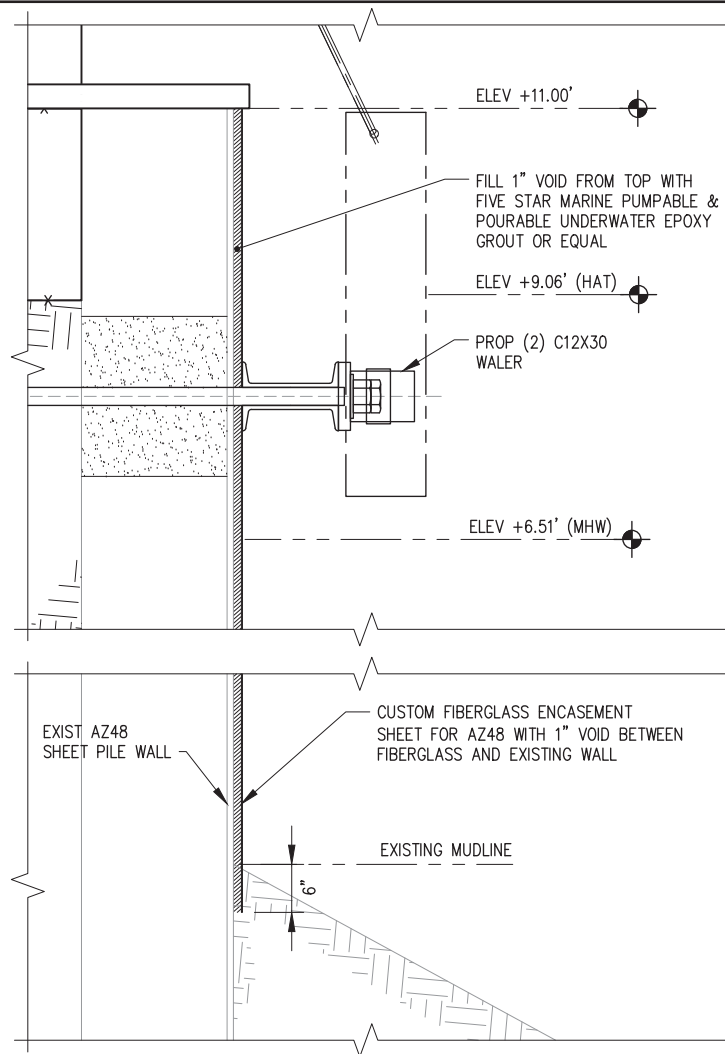 ELEV +11.00'
FILL 1” VOID FROM TOP WITH
FIVE STAR MARINE PUMPABLE &
POURABLE UNDERWATER EPOXY
GROUT OR EQUAL
ELEV +9.06' (HAT)
PROP (2) C12X30
WALER
ELEV +6.51' (MHW)
EXIST AZ48
SHEET PILE WALL
CUSTOM FIBERGLASS ENCASEMENT
SHEET FOR AZ48 WITH 1” VOID BETWEEN
FIBERGLASS AND EXISTING WALL
EXISTING MUDLINE
6”